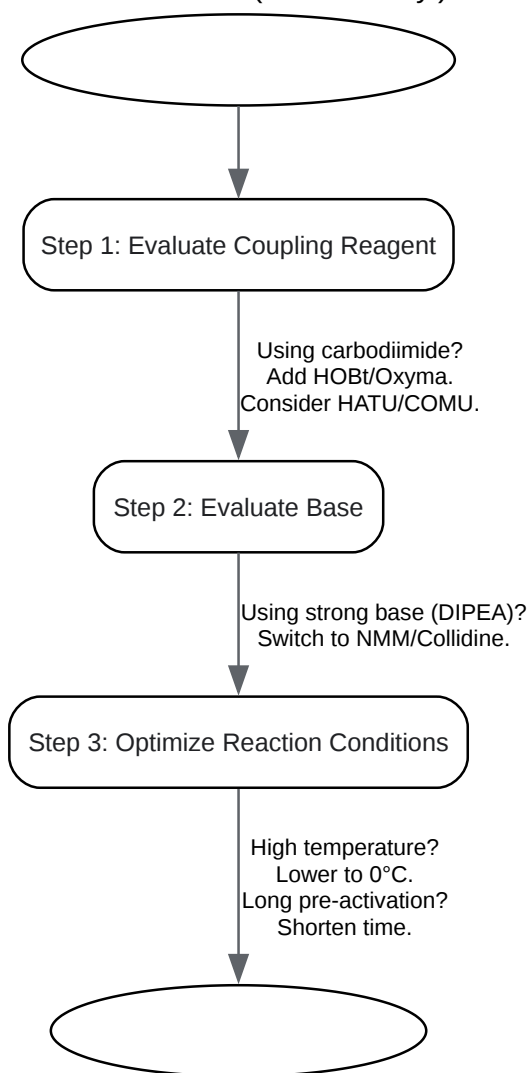 Step 1: Evaluate Coupling Reagent
Using carbodiimide?
Add HOBt/Oxyma.
Consider HATU/COMU.
Step 2: Evaluate Base
Using strong base (DIPEA)?
Switch to NMM/Collidine.
Step 3: Optimize Reaction Conditions
High temperature?
Lower to 0°C.
Long pre-activation?
Shorten time.